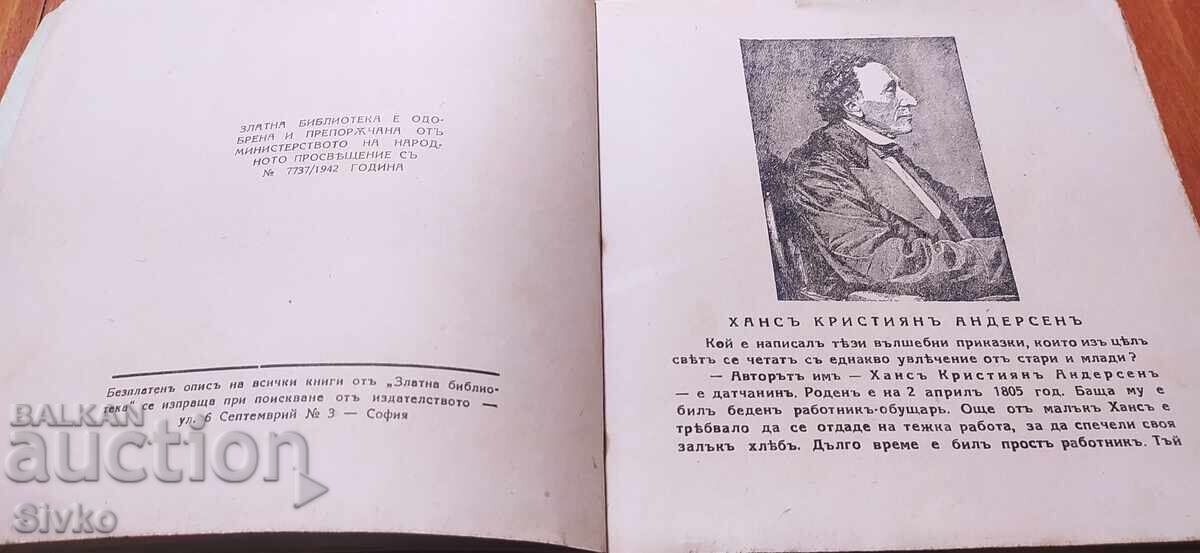 ЗЛАТНА БИБЛИОТЕКА Е ОДО-
БРЕНА И ПРЕПОРѪЧАНА ОТЪ
МИНИСТЕРСТВОТО НА НАРОД-
НОТО ПРОСВѢЩЕНИЕ СЪ
№ 7737/1942 ГОДИНА
Безплатенъ описъ на всички книги отъ „Златна библио-
тека“ се изпраща при поискване отъ издателството —
ул. 6 Септемврий № 3 — София
ХАНСЪ КРИСТИЯНЪ АНДЕРСЕНЪ
Кой е написалъ тѣзи вълшебни приказки, които изъ цѣлъ
свѣтъ се четатъ съ еднакво увлѣчение отъ стари и млади?
— Авторътъ имъ — Хансъ Кристиянъ Андерсенъ
— е датчанинъ. Роденъ е на 2 априлъ 1805 год. Баща му е
билъ беденъ работникъ-обущарь. Още отъ малъкъ Хансъ е
трѣбвало да се отдаде на тежка работа, за да спечели своя
залъкъ хлѣбъ. Дълго време е билъ простъ работникъ. Тъй
BALKAN
auction
Sivko